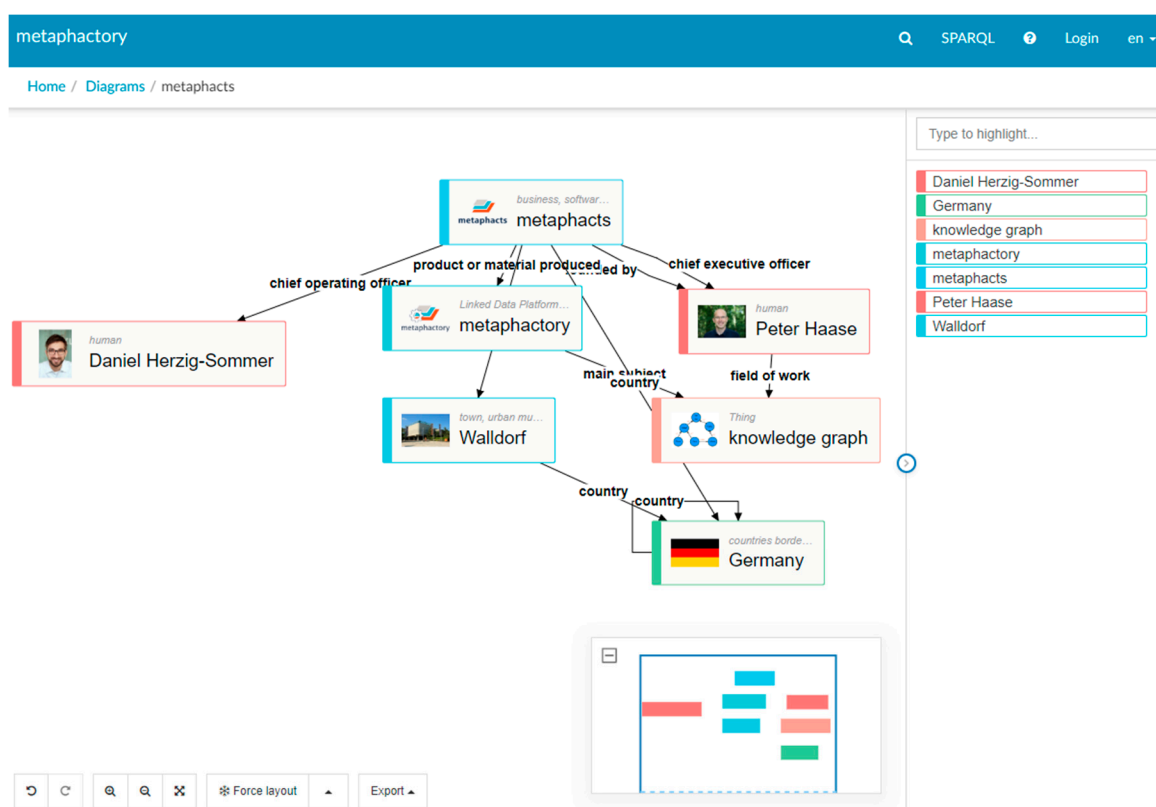 metaphactory
SPARQL
Login
en
Home / Diagrams / metaphacts
Type to highlight...
Daniel Herzig-Sommer
Germany
knowledge graph
metaphactory
metaphacts
Peter Haase
Walldorf
business, softwar...
metaphacts
metaphacts
product or material produced
by
chief executive officer
chief operating officer
Linked Data Platform...
metaphactory
metaphactory
human
Peter Haase
human
Daniel Herzig-Sommer
main subject
country
field of work
town, urban mu...
Walldorf
Thing
knowledge graph
country
country
countries borde...
Germany
Force layout
Export